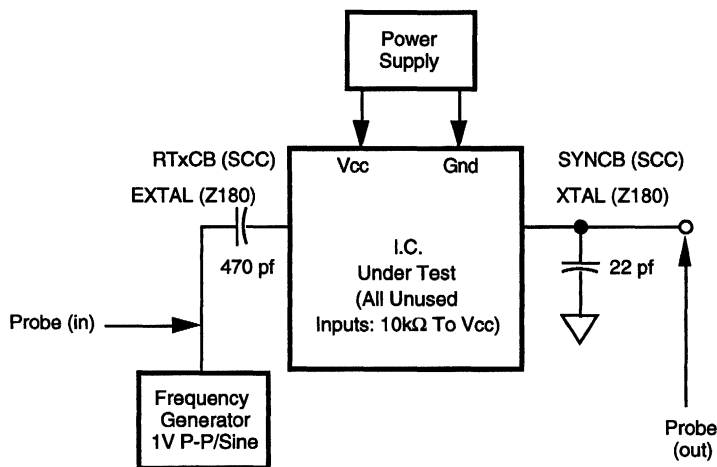 Power
Supply
RTxCB (SCC)
Vcc
Gnd
SYNCB (SCC)
EXTAL (Z180)
XTAL (Z180)
470 pf
I.C.
Under Test
(All Unused
Inputs: 10kΩ To Vcc)
22 pf
Probe (in)
Frequency
Generator
1V P-P/Sine
Probe
(out)